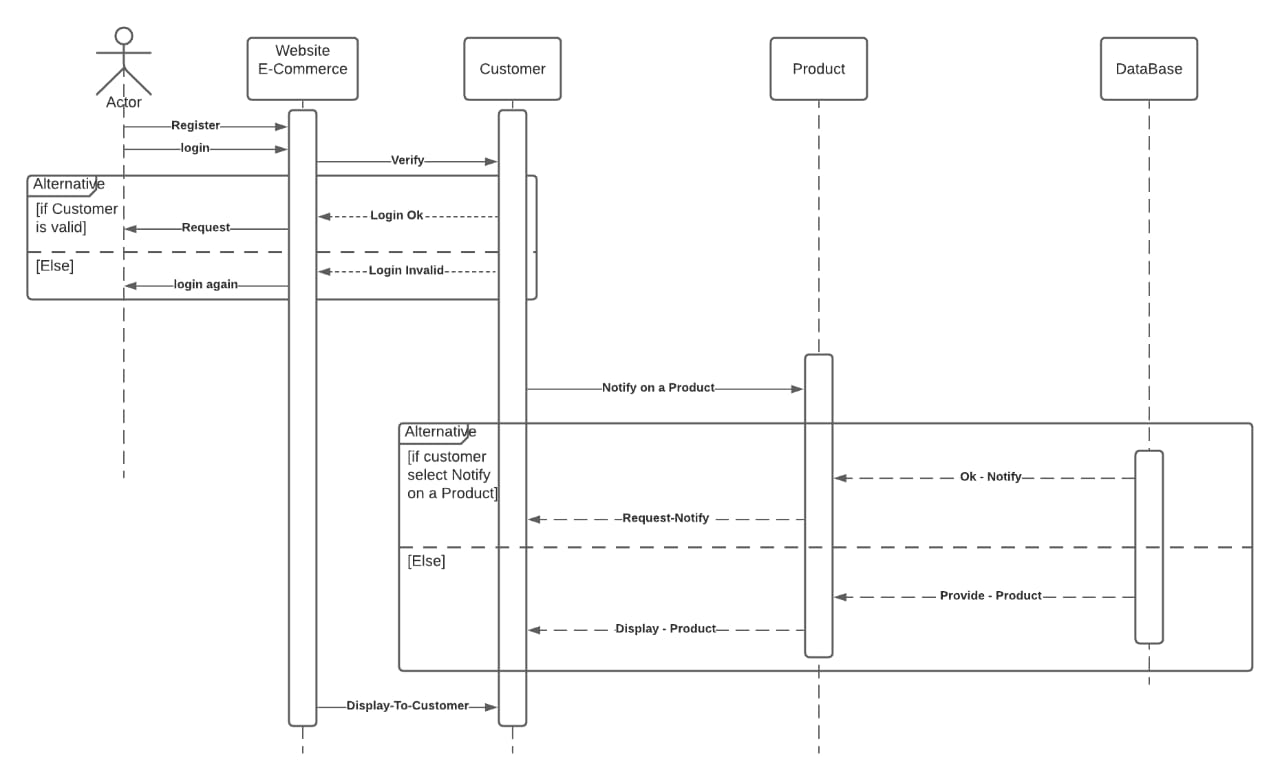 Website
E-Commerce
Customer
Product
DataBase
Actor
Register
login
Verify
Alternative
[if Customer
is valid]
Login Ok
Request
[Else]
Login Invalid
login again
Notify on a Product
Alternative
[if customer
select Notify
on a Product]
Ok - Notify
Request-Notify
[Else]
Provide - Product
Display - Product
Display-To-Customer